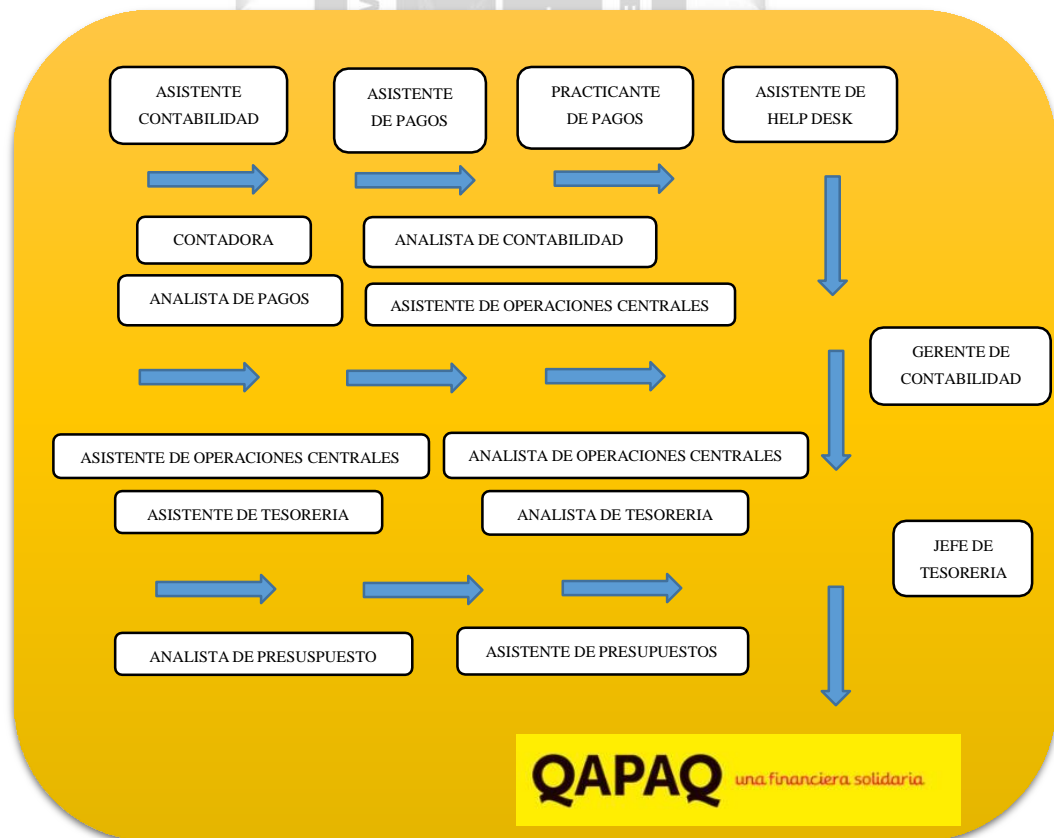 ASISTENTE
CONTABILIDAD
ASISTENTE
DE PAGOS
PRACTICANTE
DE PAGOS
ASISTENTE DE
HELP DESK
CONTADORA
ANALISTA DE CONTABILIDAD
ANALISTA DE PAGOS
ASISTENTE DE OPERACIONES CENTRALES
GERENTE DE
CONTABILIDAD
ASISTENTE DE OPERACIONES CENTRALES
ANALISTA DE OPERACIONES CENTRALES
ASISTENTE DE TESORERIA
ANALISTA DE TESORERIA
JEFE DE
TESORERIA
ANALISTA DE PRESUSPUESTO
ASISTENTE DE PRESUPUESTOS
QAPAQ una financiera solidaria